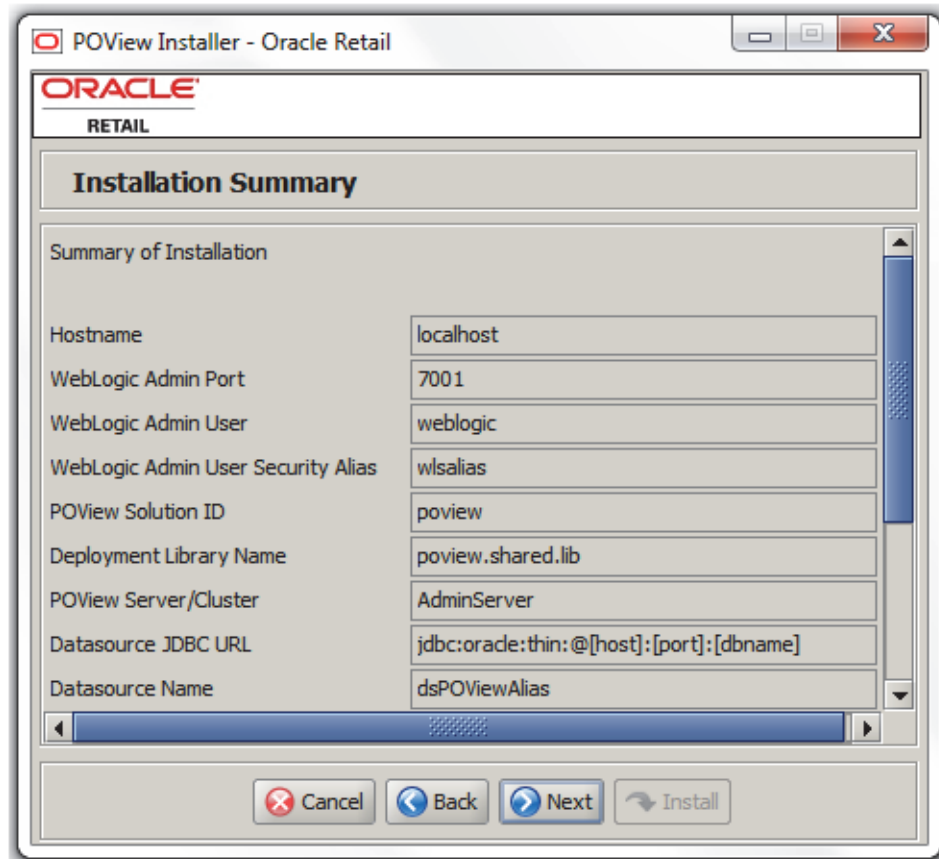 POView Installer - Oracle Retail
ORACLE
RETAIL
Installation Summary
Summary of Installation
Hostname localhost
WebLogic Admin Port 7001
WebLogic Admin User weblogic
WebLogic Admin User Security Alias wlsalias
POView Solution ID poview
Deployment Library Name poview.shared.lib
POView Server/Cluster AdminServer
Datasource JDBC URL jdbc:oracle:thin:@[host]:[port]:[dbname]
Datasource Name dsPOViewAlias
Cancel Back Next Install